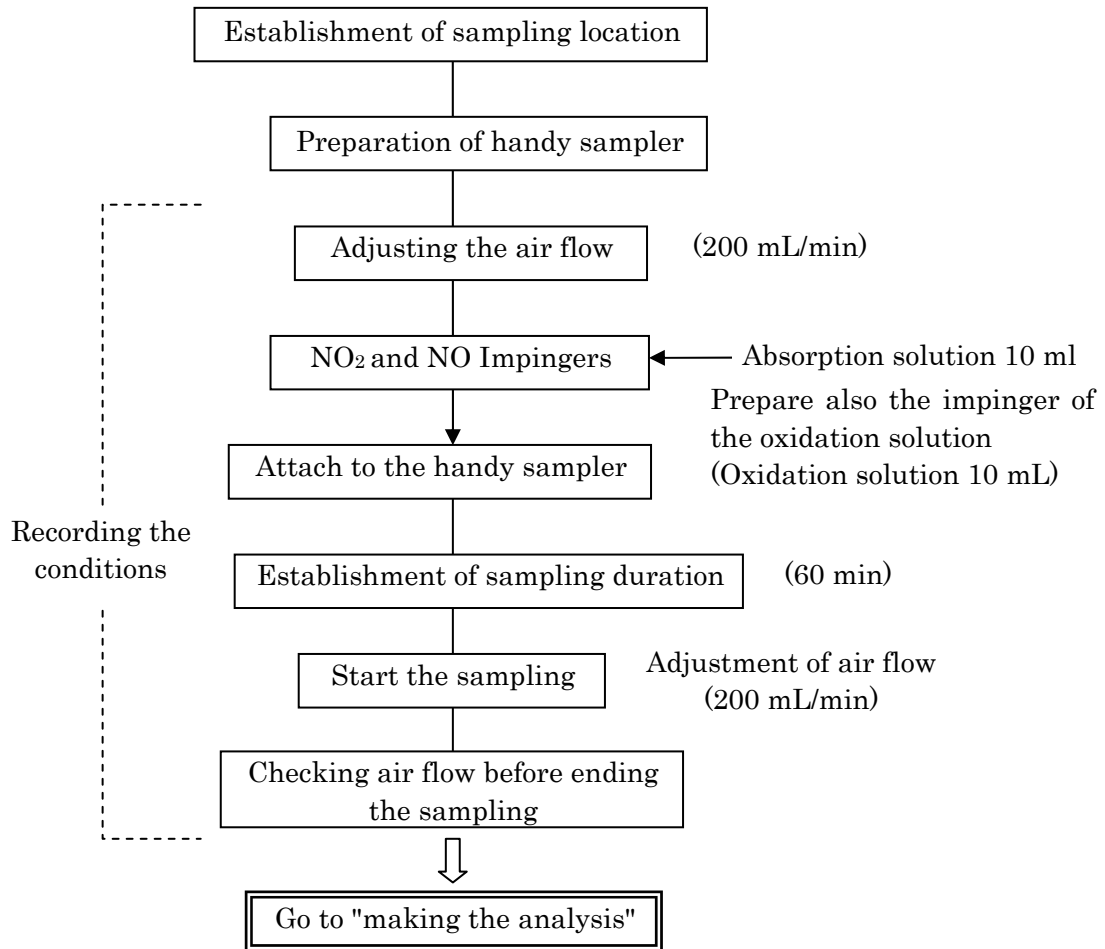 Establishment of sampling location
Preparation of handy sampler
Adjusting the air flow
(200 mL/min)
NO₂ and NO Impingers
Absorption solution 10 ml
Prepare also the impinger of
the oxidation solution
(Oxidation solution 10 mL)
Attach to the handy sampler
Recording the
conditions
Establishment of sampling duration
(60 min)
Start the sampling
Adjustment of air flow
(200 mL/min)
Checking air flow before ending
the sampling
Go to "making the analysis"